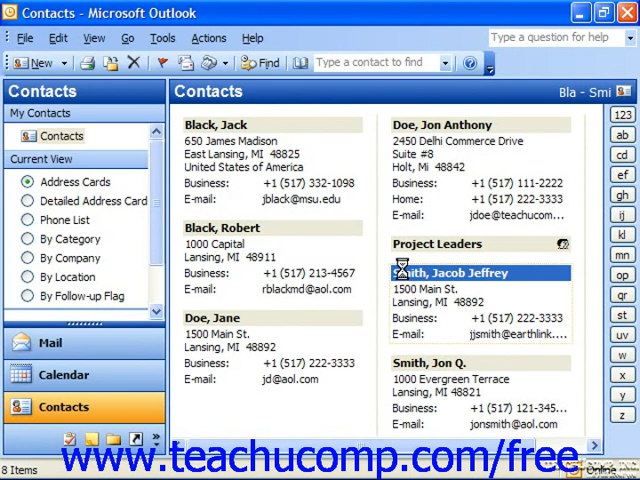 Contacts - Microsoft Outlook
File Edit View Go Tools Actions Help
Type a question for help
New
Find
Type a contact to find
Contacts
My Contacts
Contacts
Current View
Address Cards
Detailed Address Card
Phone List
By Category
By Company
By Location
By Follow-up Flag
Mail
Calendar
Contacts
Contacts
Bla - Smi
Black, Jack
650 James Madison
East Lansing, MI 48825
United States of America
Business: +1 (517) 332-1098
E-mail: jblack@msu.edu
Black, Robert
1000 Capital
Lansing, MI 48911
Business: +1 (517) 213-4567
E-mail: rblackmd@aol.com
Doe, Jane
1500 Main St.
Lansing, MI 48892
Business: +1 (517) 222-3333
E-mail: jd@aol.com
Doe, Jon Anthony
2450 Delhi Commerce Drive
Suite #8
Holt, Mi 48842
Business: +1 (517) 111-2222
Home: +1 (517) 222-3333
E-mail: jdoe@teachucom...
Project Leaders
Smith, Jacob Jeffrey
1500 Main St.
Lansing, MI 48892
Business: +1 (517) 222-3333
E-mail: jjsmith@earthlink....
Smith, Jon Q.
1000 Evergreen Terrace
Lansing, MI 48821
Business: +1 (517) 121-345...
E-mail: jonsmith@aol.com
123
ab
cd
ef
gh
ij
kl
mn
op
qr
st
uv
w
x
y
z
8 Items
Online
www.teachucomp.com/free